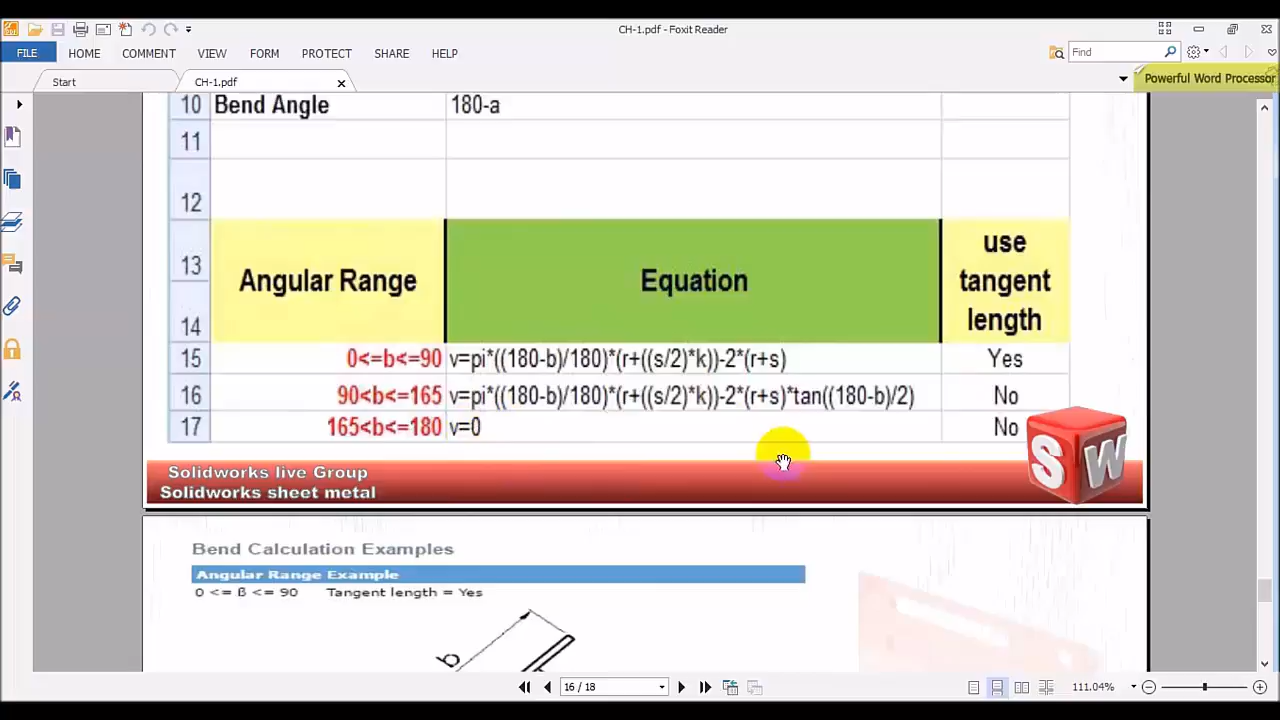 CH-1.pdf - Foxit Reader
FILE HOME COMMENT VIEW FORM PROTECT SHARE HELP Find
Start CH-1.pdf Powerful Word Processor
10 Bend Angle 180-a
11
12
13 Angular Range Equation use tangent length
14
15 0<=b<=90 v=pi*((180-b)/180)*(r+((s/2)*k))-2*(r+s) Yes
16 90<b<=165 v=pi*((180-b)/180)*(r+((s/2)*k))-2*(r+s)*tan((180-b)/2) No
17 165<b<=180 v=0 No
SW
Solidworks live Group
Solidworks sheet metal
Bend Calculation Examples
Angular Range Example
0 <= ß <= 90 Tangent length = Yes
b
16 / 18 111.04%